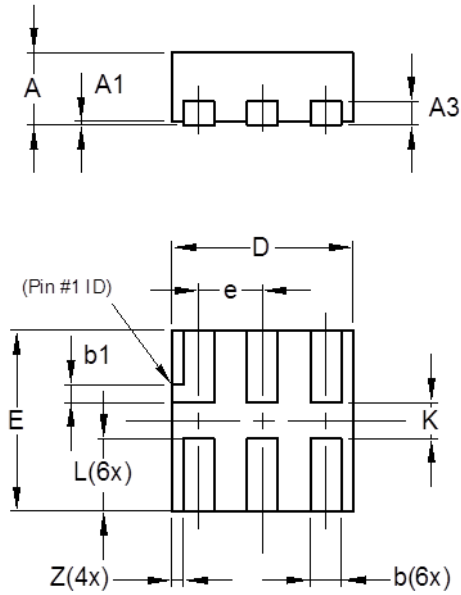 A
A1
A3
D
e
(Pin #1 ID)
b1
E
K
L(6x)
Z(4x)
b(6x)